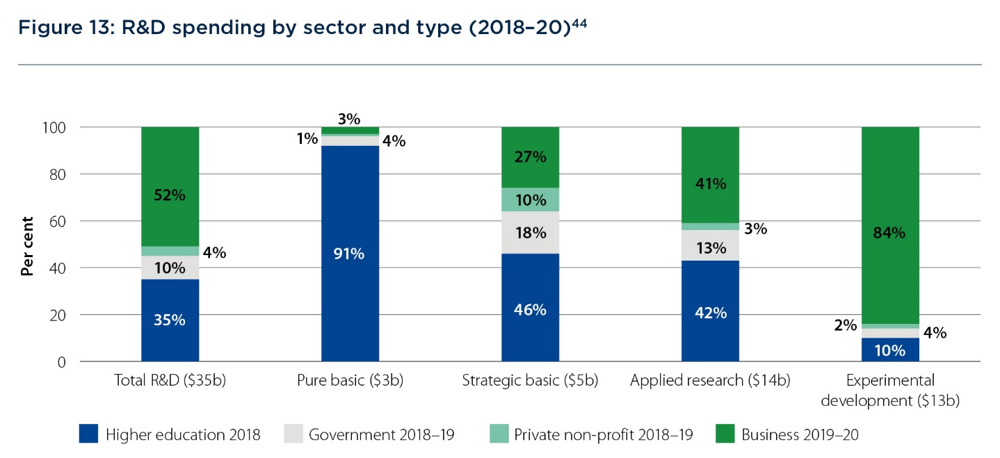 Figure 13: R&D spending by sector and type (2018–20)44
Per cent
100
80
60
40
20
0
52%
4%
10%
35%
3%
1%
4%
91%
27%
10%
18%
46%
41%
3%
13%
42%
84%
2%
4%
10%
Total R&D ($35b)
Pure basic ($3b)
Strategic basic ($5b)
Applied research ($14b)
Experimental
development ($13b)
Higher education 2018
Government 2018–19
Private non-profit 2018–19
Business 2019–20